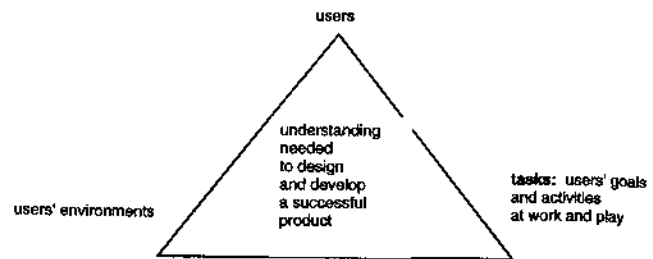 users
understanding
needed
to design
and develop
a successful
product
users' environments
tasks: users' goals
and activities
at work and play